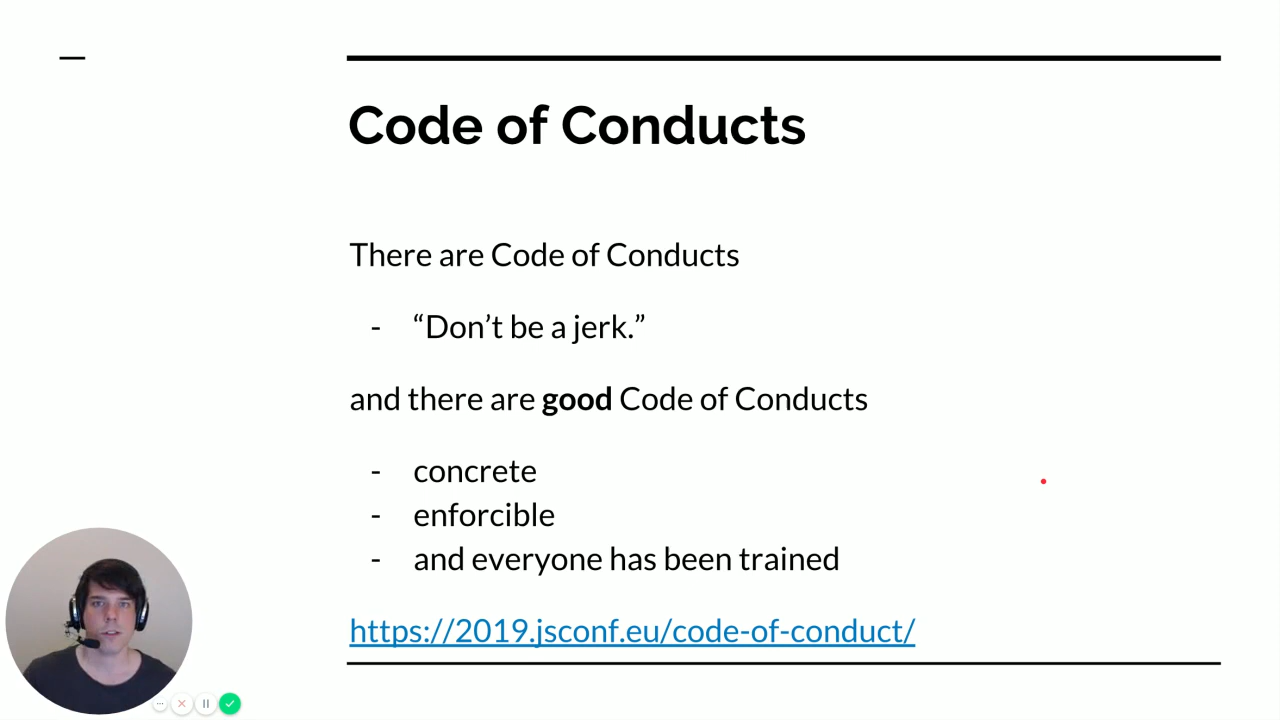 Code of Conducts
There are Code of Conducts
- “Don’t be a jerk.”
and there are good Code of Conducts
- concrete
- enforcible
- and everyone has been trained
https://2019.jsconf.eu/code-of-conduct/